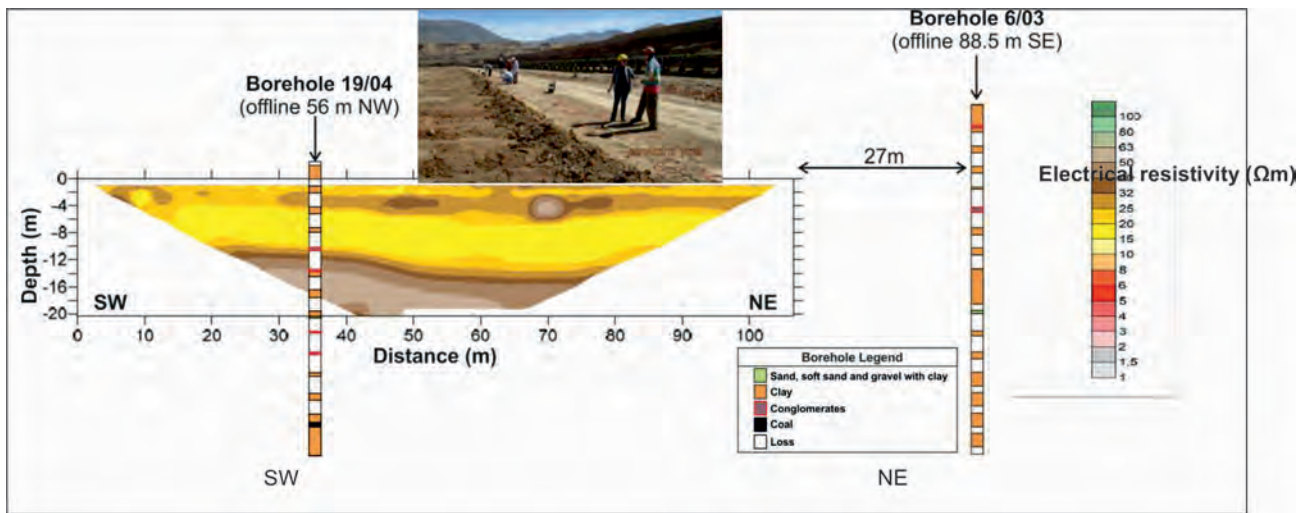 Borehole 6/03
(offline 88.5 m SE)
Borehole 19/04
(offline 56 m NW)
27m
Electrical resistivity (Ωm)
100
80
63
50
32
25
20
15
10
8
6
5
4
3
2
1,5
1
0
-4
-8
-12
-16
-20
Depth (m)
SW
NE
0
10
20
30
40
50
60
70
80
90
100
Distance (m)
Borehole Legend
Sand, soft sand and gravel with clay
Clay
Conglomerates
Coal
Loss
SW
NE